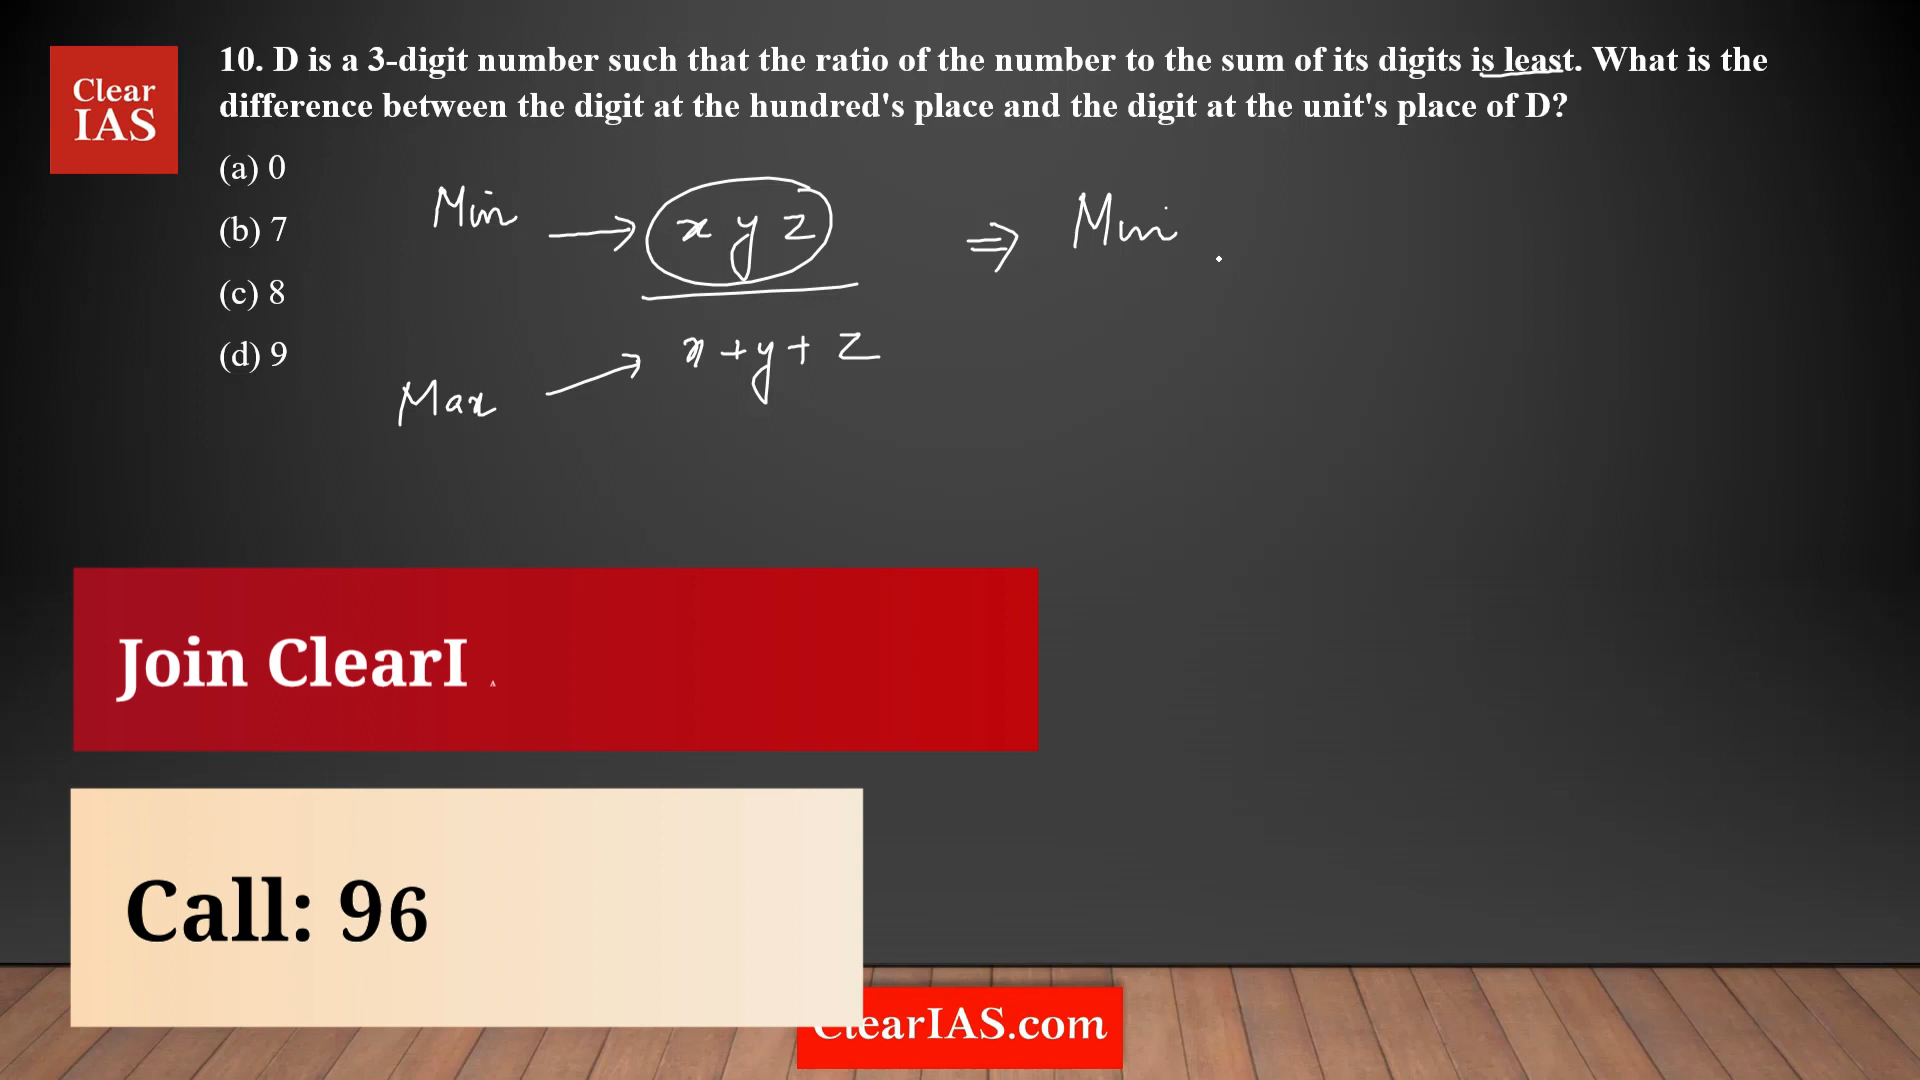 Clear
IAS
10. D is a 3-digit number such that the ratio of the number to the sum of its digits is least. What is the
difference between the digit at the hundred's place and the digit at the unit's place of D?
(a) 0
(b) 7
(c) 8
(d) 9
Min → x y z ⇒ Min
Max → x + y + z
Join ClearI A
Call: 96
ClearIAS.com